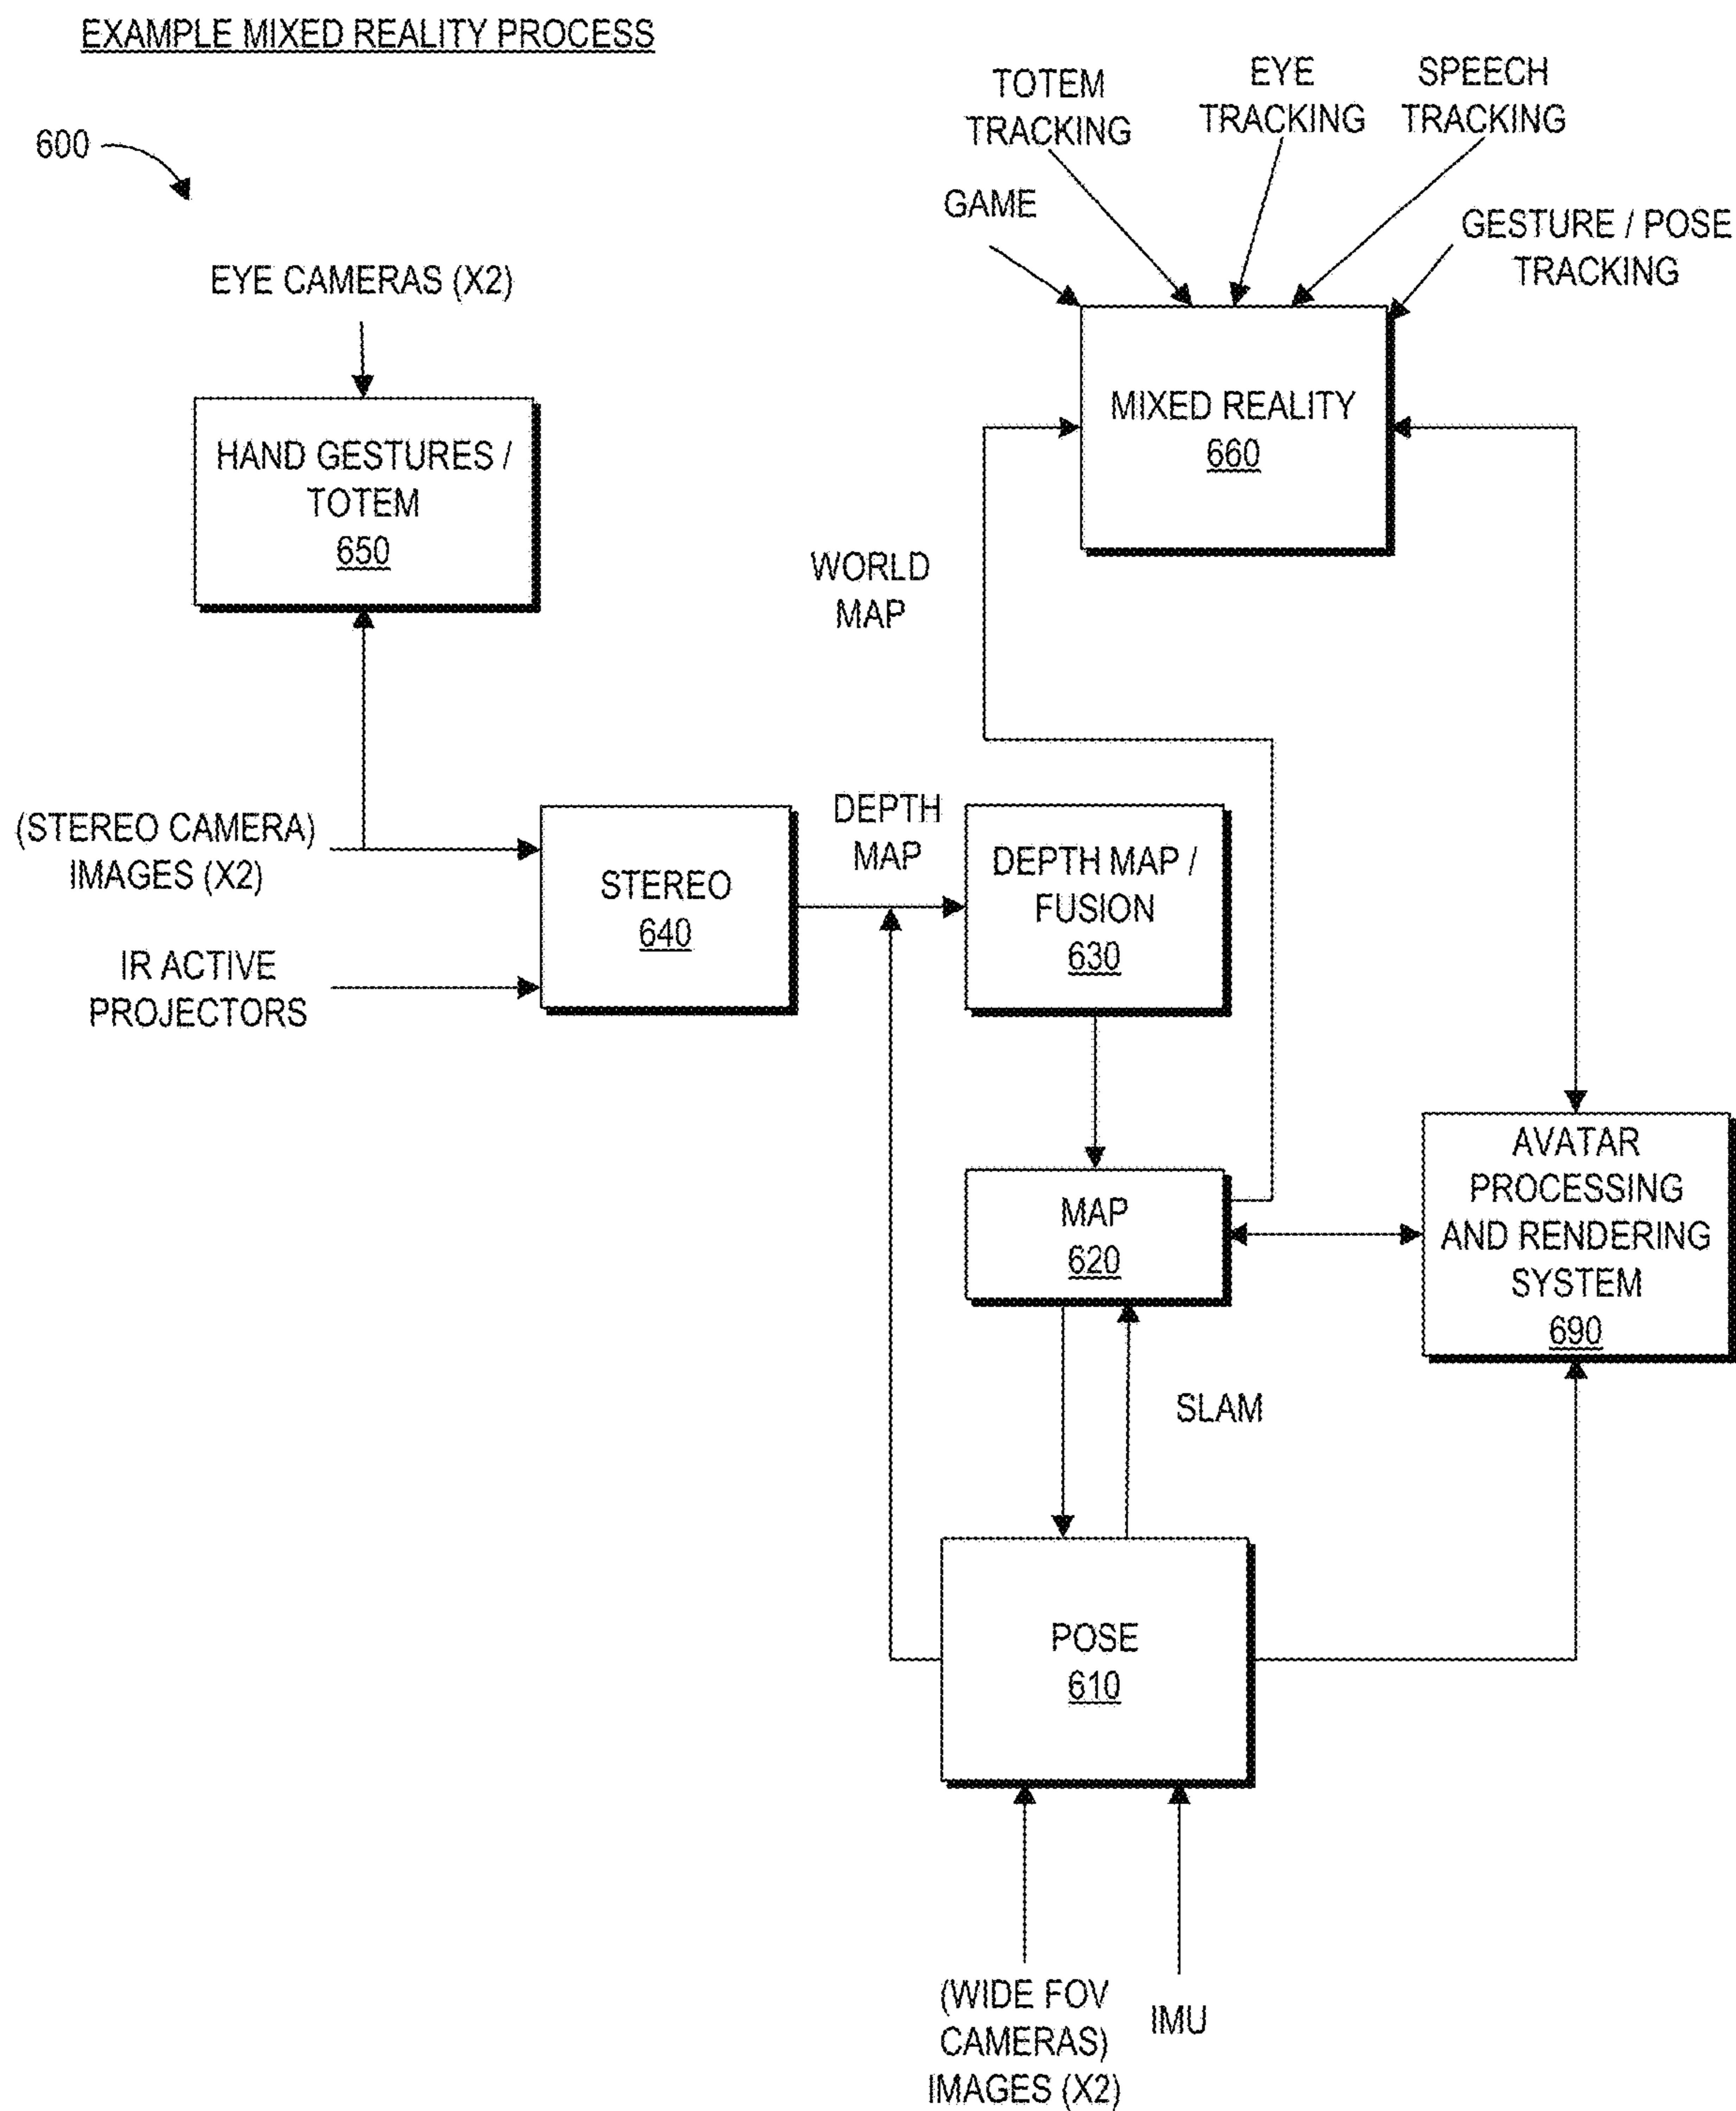 EXAMPLE MIXED REALITY PROCESS
600
TOTEM
TRACKING
EYE
TRACKING
SPEECH
TRACKING
GAME
GESTURE / POSE
TRACKING
EYE CAMERAS (X2)
MIXED REALITY
660
HAND GESTURES /
TOTEM
650
WORLD
MAP
(STEREO CAMERA)
IMAGES (X2)
IR ACTIVE
PROJECTORS
STEREO
640
DEPTH
MAP
DEPTH MAP /
FUSION
630
MAP
620
AVATAR
PROCESSING
AND RENDERING
SYSTEM
690
SLAM
POSE
610
(WIDE FOV
CAMERAS)
IMAGES (X2)
IMU